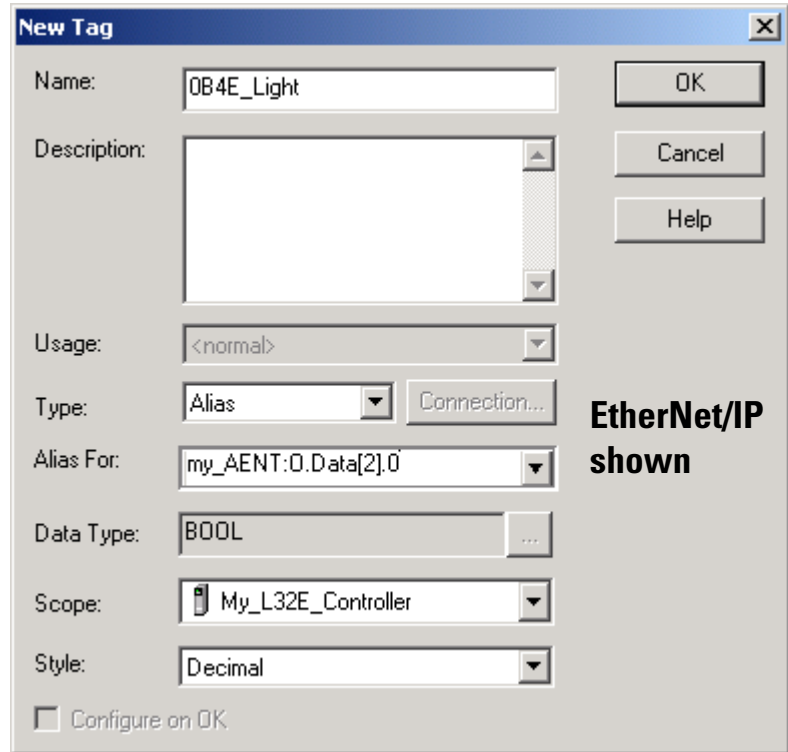 New Tag
Name: 0B4E_Light
OK
Description:
Cancel
Help
Usage: <normal>
Type: Alias Connection...
EtherNet/IP
shown
Alias For: my_AENT:O.Data[2].0
Data Type: BOOL ...
Scope: My_L32E_Controller
Style: Decimal
Configure on OK